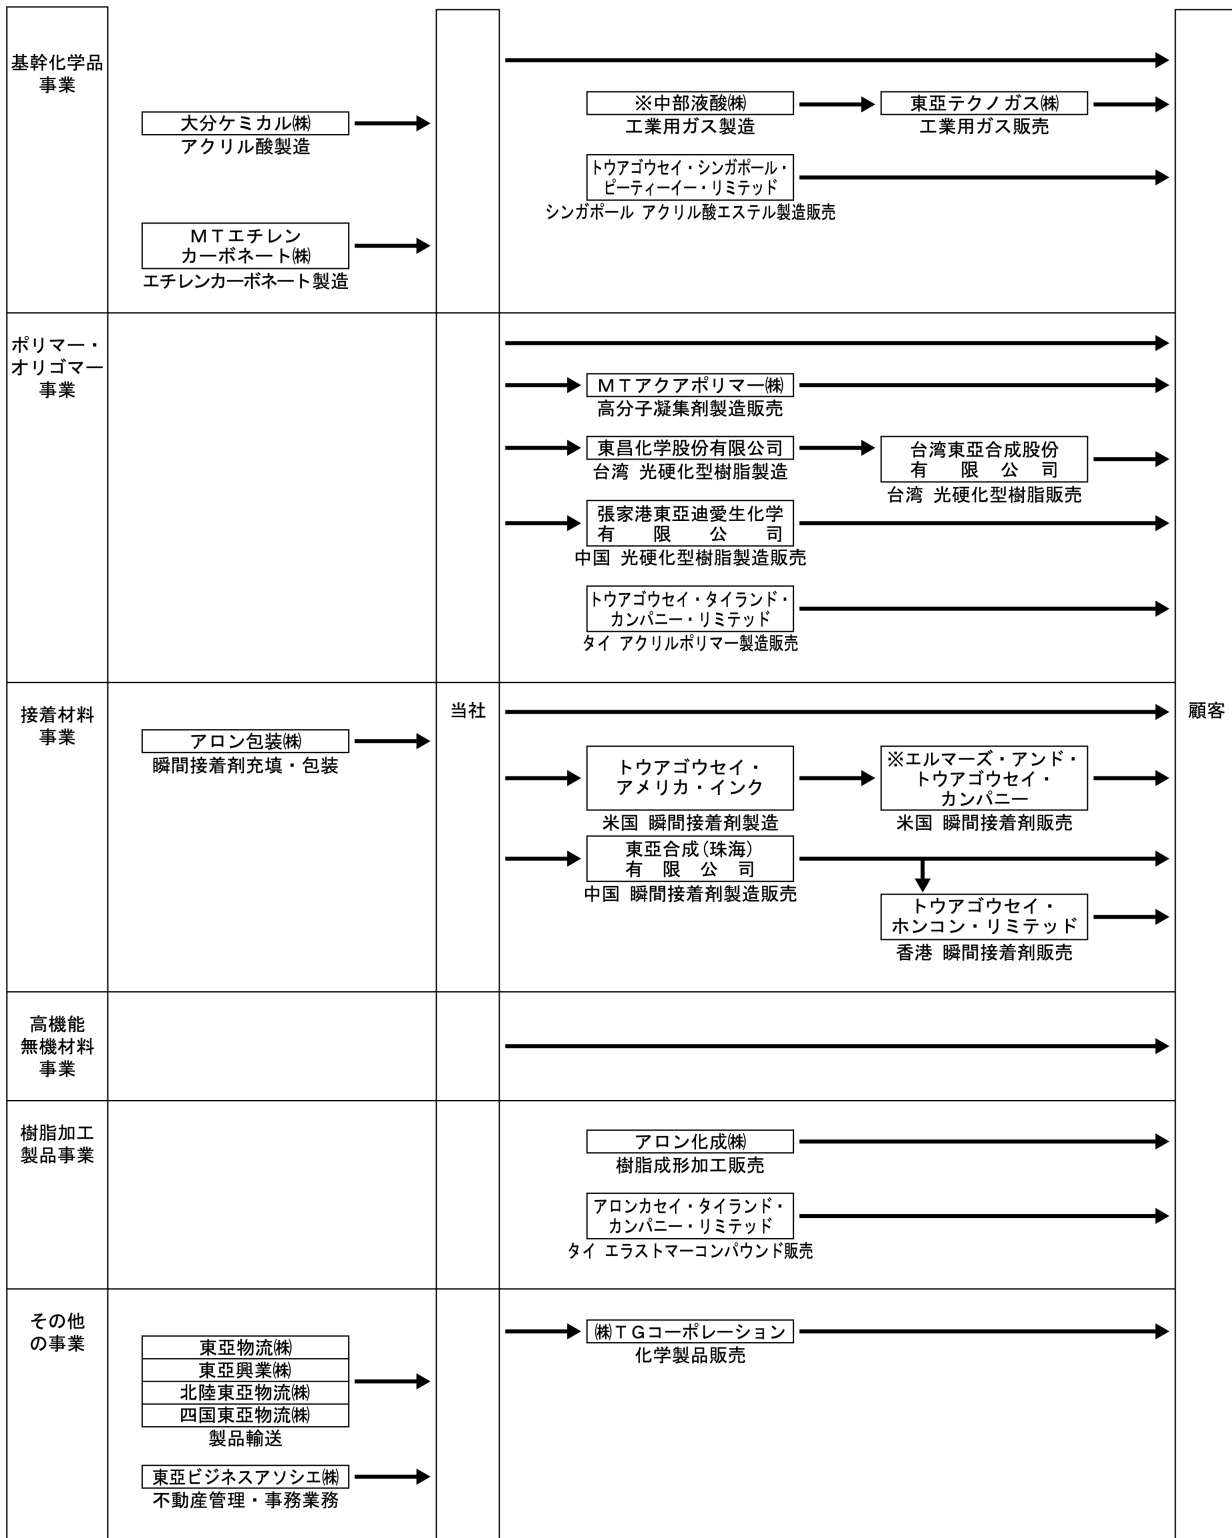 基幹化学品
事業
大分ケミカル㈱
アクリル酸製造
MTエチレン
カーボネート㈱
エチレンカーボネート製造
※中部液酸㈱
工業用ガス製造
東亞テクノガス㈱
工業用ガス販売
トウアゴウセイ・シンガポール・
ピーティーイー・リミテッド
シンガポール アクリル酸エステル製造販売
ポリマー・
オリゴマー
事業
MTアクアポリマー㈱
高分子凝集剤製造販売
東昌化学股份有限公司
台湾 光硬化型樹脂製造
台湾東亞合成股份
有限公司
台湾 光硬化型樹脂販売
張家港東亞迪愛生化学
有限公司
中国 光硬化型樹脂製造販売
トウアゴウセイ・タイランド・
カンパニー・リミテッド
タイ アクリルポリマー製造販売
接着材料
事業
アロン包装㈱
瞬間接着剤充填・包装
当社
顧客
トウアゴウセイ・
アメリカ・インク
米国 瞬間接着剤製造
※エルマーズ・アンド・
トウアゴウセイ・
カンパニー
米国 瞬間接着剤販売
東亞合成(珠海)
有限公司
中国 瞬間接着剤製造販売
トウアゴウセイ・
ホンコン・リミテッド
香港 瞬間接着剤販売
高機能
無機材料
事業
樹脂加工
製品事業
アロン化成㈱
樹脂成形加工販売
アロンカセイ・タイランド・
カンパニー・リミテッド
タイ エラストマーコンパウンド販売
その他
の事業
東亞物流㈱
東亞興業㈱
北陸東亞物流㈱
四国東亞物流㈱
製品輸送
東亞ビジネスアソシエ㈱
不動産管理・事務業務
㈱TGコーポレーション
化学製品販売